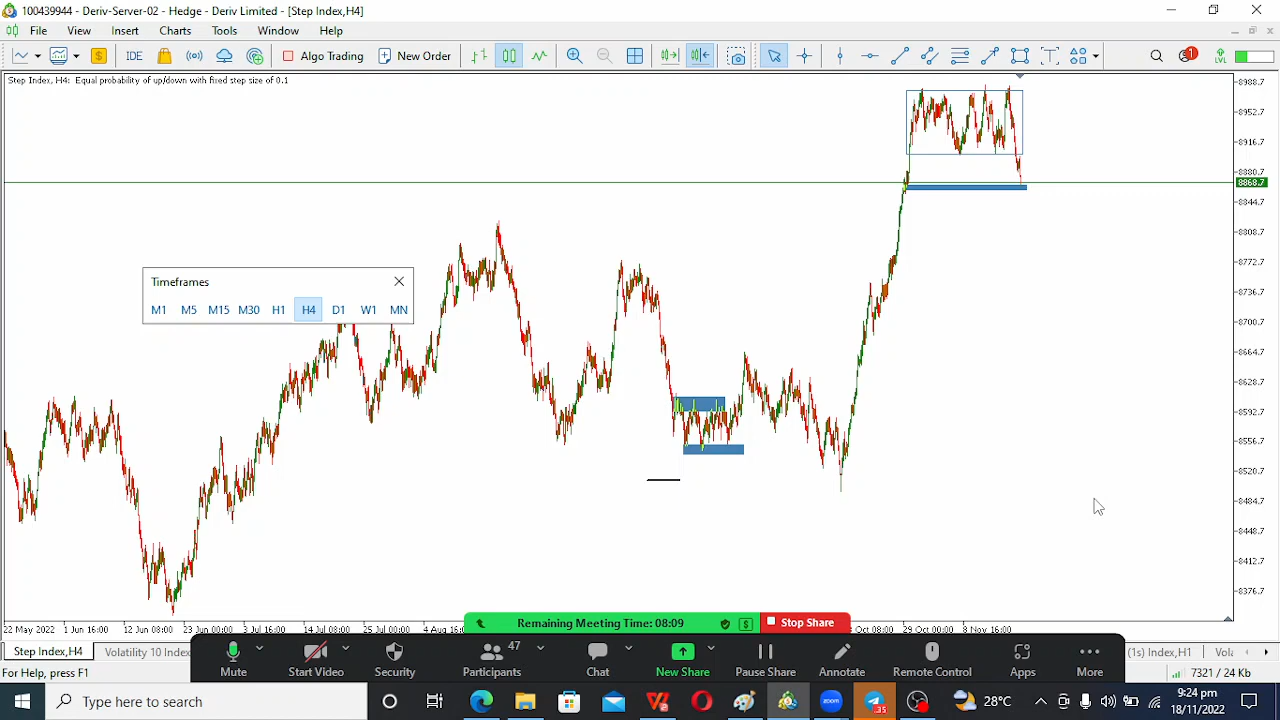 100439944 - Deriv-Server-02 - Hedge - Deriv Limited - [Step Index,H4]
File View Insert Charts Tools Window Help
IDE Algo Trading New Order 1 LVL
Step Index, H4: Equal probability of up/down with fixed step size of 0.1
8988.7
8952.7
8916.7
8880.7
8868.7
8844.7
8808.7
8772.7
8736.7
8700.7
8664.7
8628.7
8592.7
8556.7
8520.7
8484.7
8448.7
8412.7
8376.7
Timeframes
M1 M5 M15 M30 H1 H4 D1 W1 MN
22 May 2022 1 Jun 16:00 12 Jun 08:00 23 Jun 00:00 3 Jul 16:00 14 Jul 08:00 25 Jul 00:00 4 Aug 16:0 Oct 08:00 29 Oct 00:00 8 Nov 16:00
Remaining Meeting Time: 08:09 $ Stop Share
Step Index,H4 Volatility 10 Index (1s) Index,H1 Vola
47
Mute Start Video Security Participants Chat New Share Pause Share Annotate Remote Control Apps More
For Help, press F1 7321 / 24 Kb
Type here to search zoom 35 28°C 9:24 pm
18/11/2022